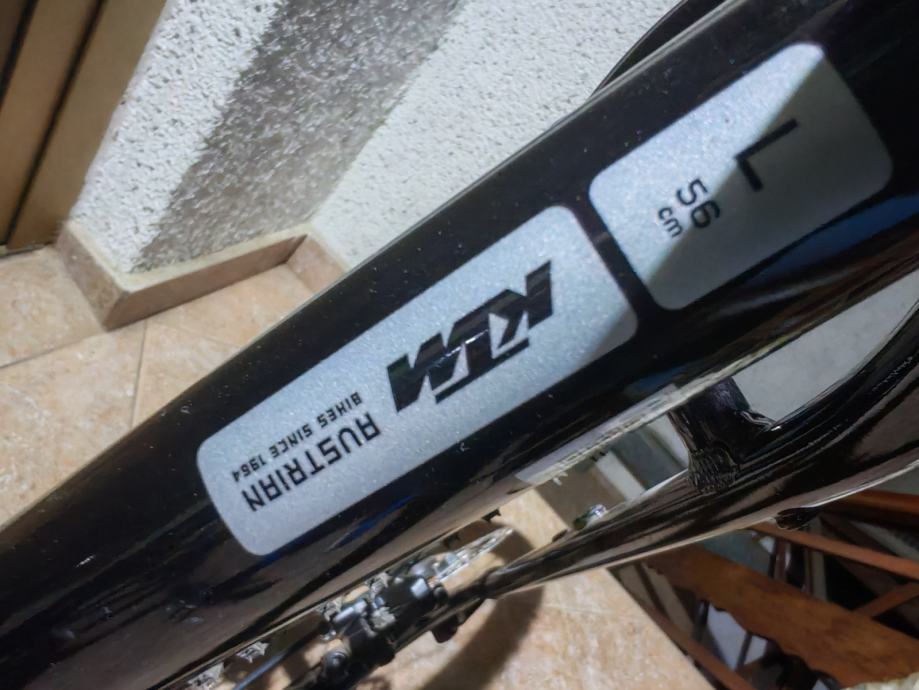 L
56
cm
KTM
AUSTRIAN
BIKES SINCE 1964